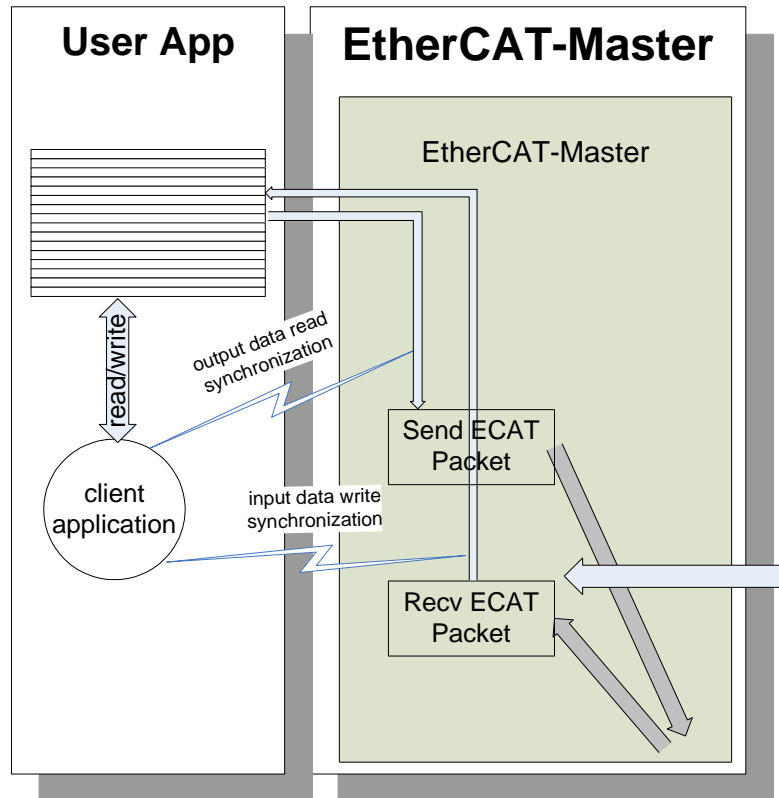 User App
EtherCAT-Master
EtherCAT-Master
read/write
output data read
synchronization
Send ECAT
Packet
client
application
input data write
synchronization
Recv ECAT
Packet